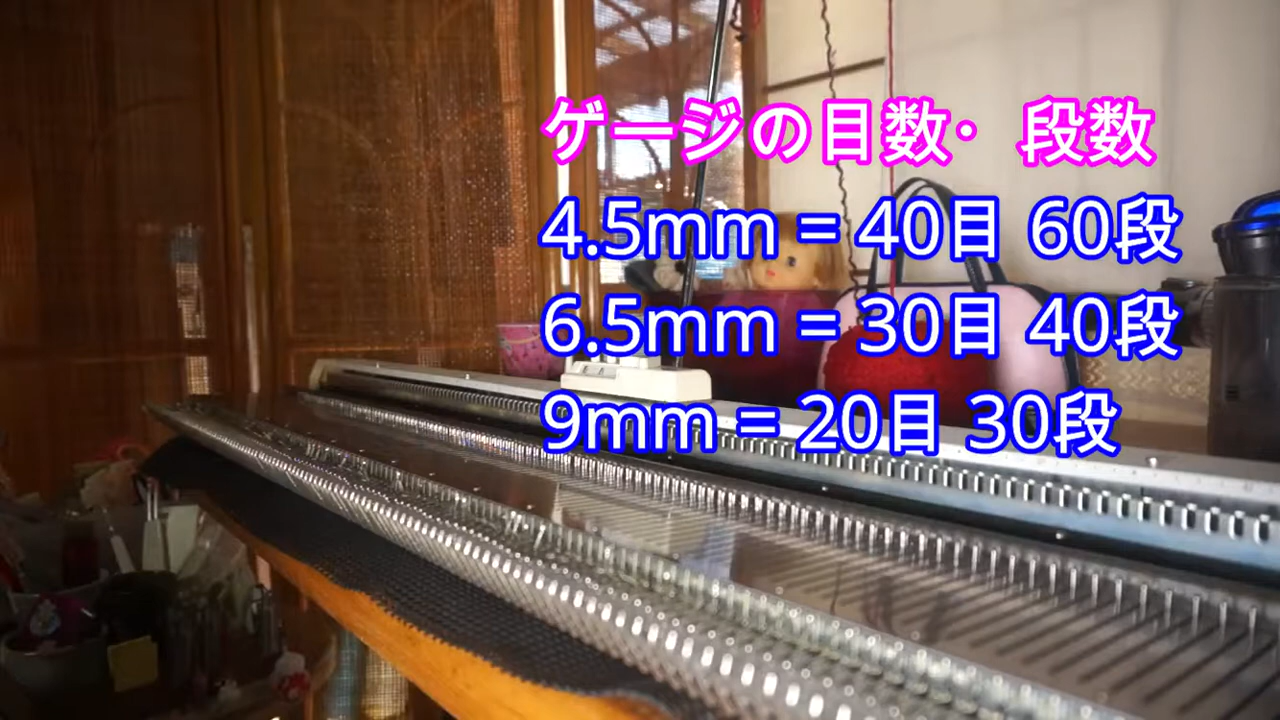 ゲージの目数・段数
4.5mm = 40目 60段
6.5mm = 30目 40段
9mm = 20目 30段